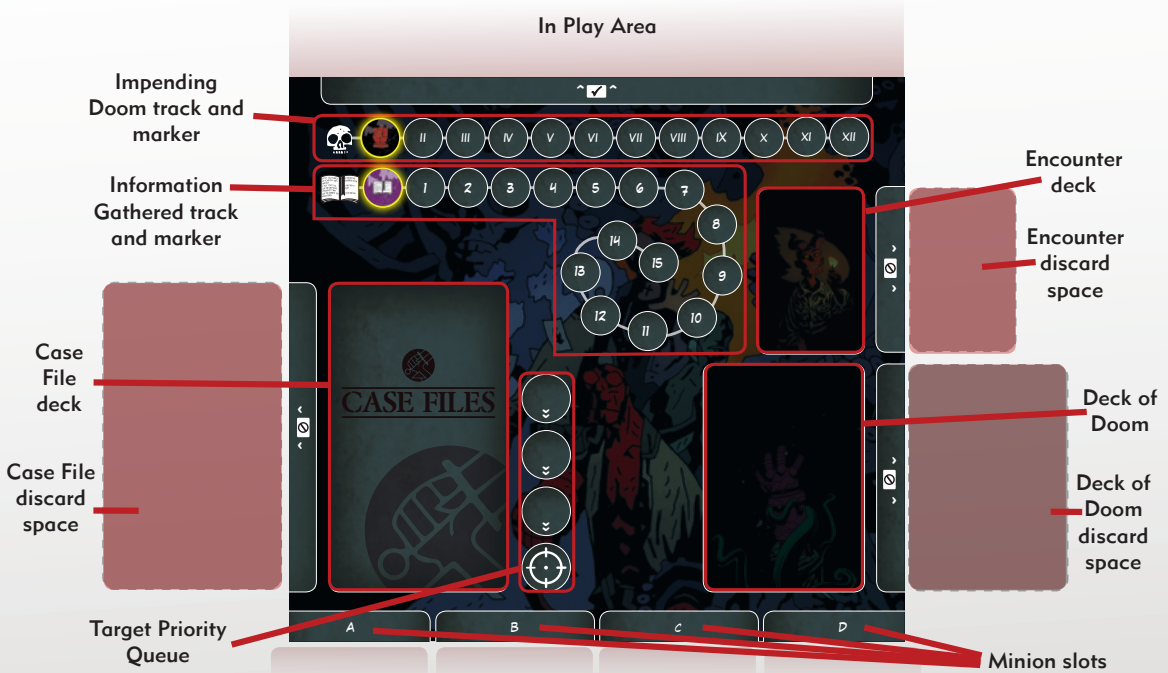 In Play Area
Impending
Doom track and
marker
II III IV V VI VII VIII IX X XI XII
Information
Gathered track
and marker
1 2 3 4 5 6 7
8
9
10
11
12
13
14
15
Encounter
deck
Encounter
discard
space
Case
File
deck
CASE FILES
Case File
discard
space
Deck of
Doom
Deck of
Doom
discard
space
Target Priority
Queue
A B C D
Minion slots